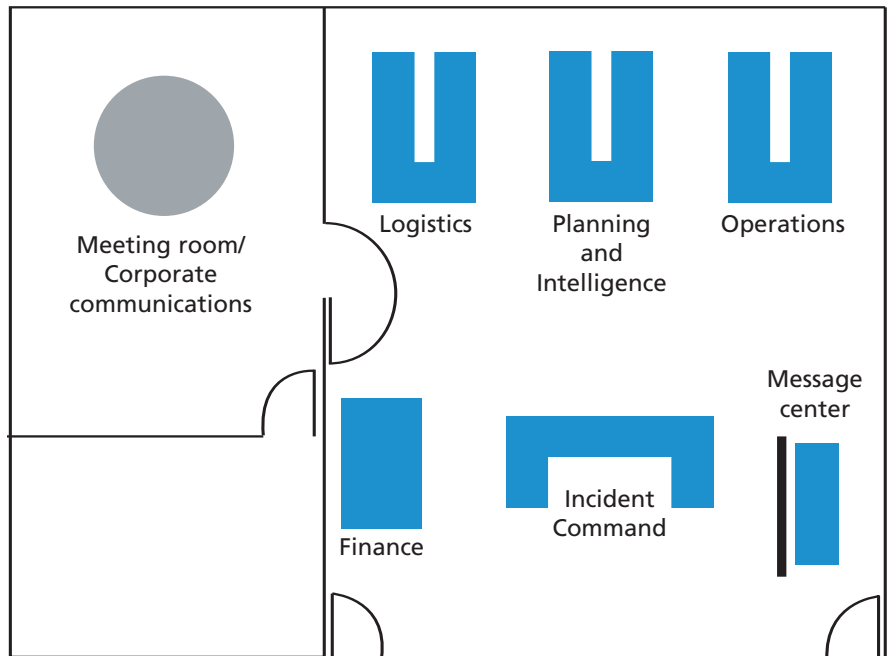 Meeting room/
Corporate
communications
Logistics
Planning
and
Intelligence
Operations
Message
center
Finance
Incident
Command